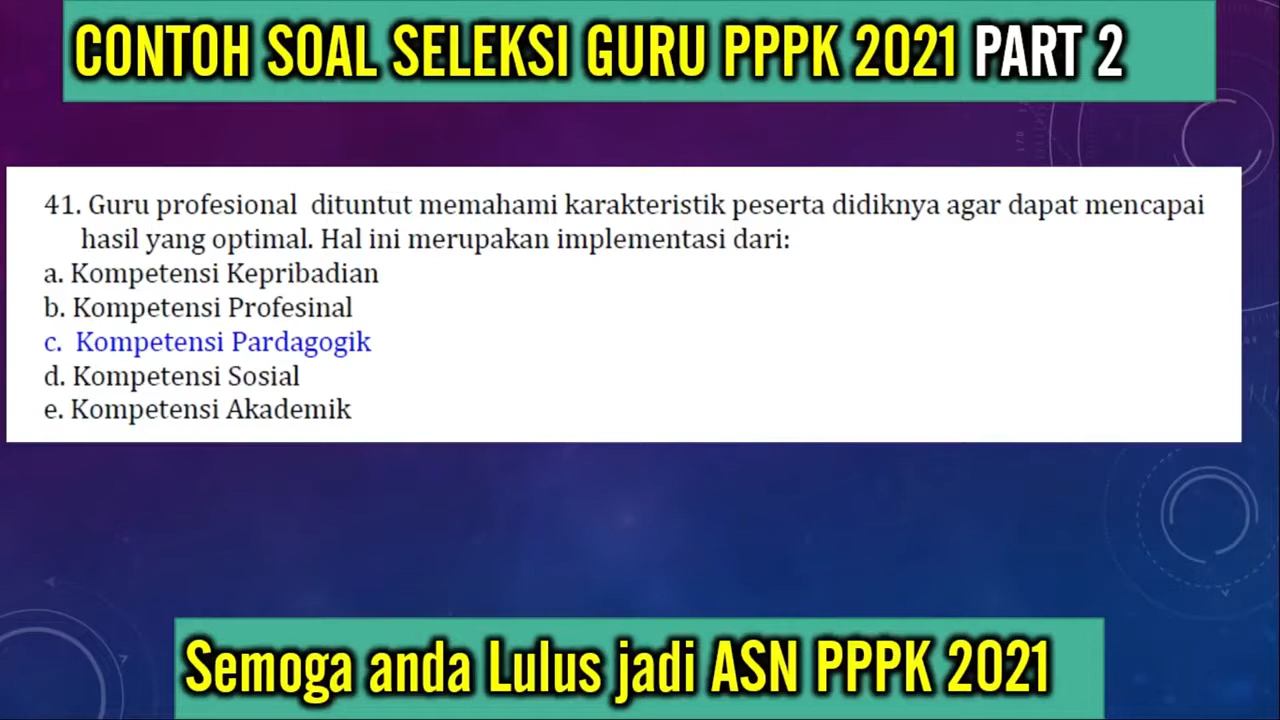 CONTOH SOAL SELEKSI GURU PPPK 2021 PART 2
41. Guru profesional dituntut memahami karakteristik peserta didiknya agar dapat mencapai
hasil yang optimal. Hal ini merupakan implementasi dari:
a. Kompetensi Kepribadian
b. Kompetensi Profesinal
c. Kompetensi Pardagogik
d. Kompetensi Sosial
e. Kompetensi Akademik
Semoga anda Lulus jadi ASN PPPK 2021